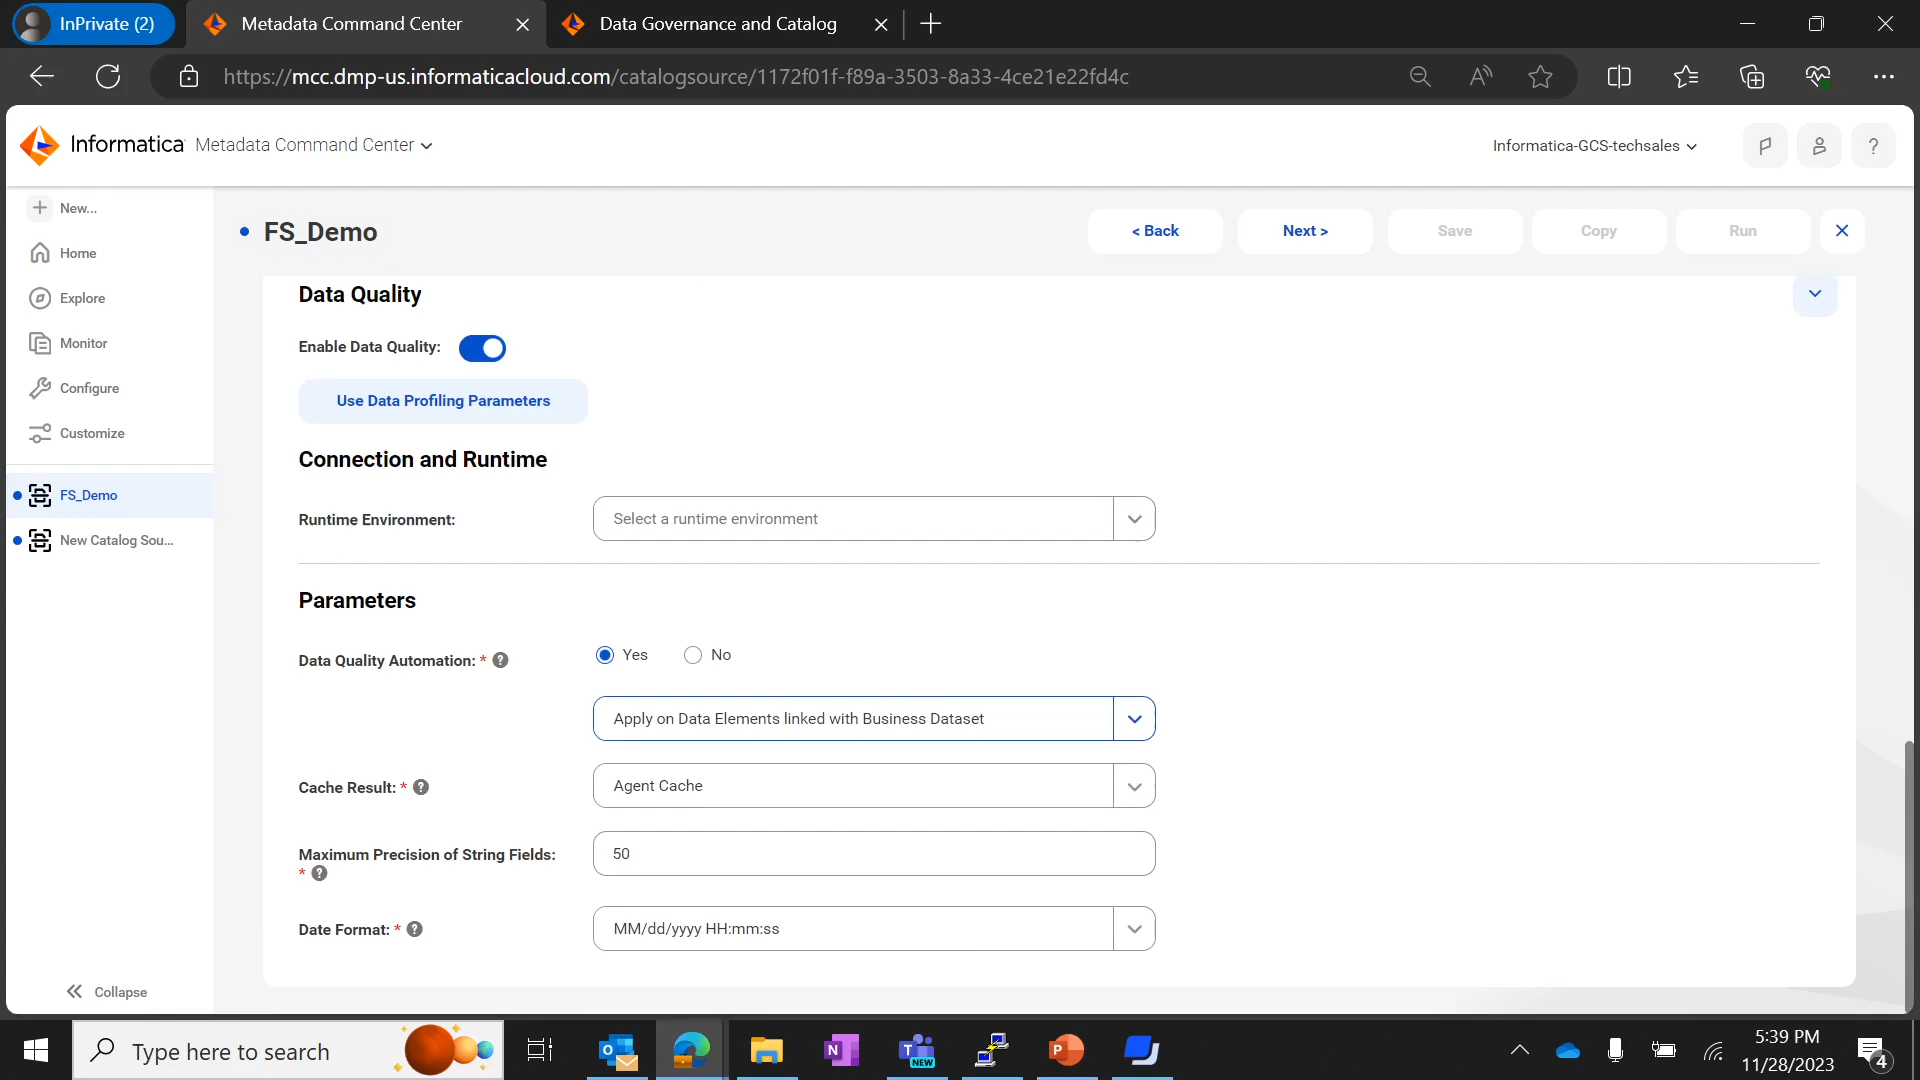 InPrivate (2)
Metadata Command Center
Data Governance and Catalog
https://mcc.dmp-us.informaticacloud.com/catalogsource/1172f01f-f89a-3503-8a33-4ce21e22fd4c
Informatica Metadata Command Center
Informatica-GCS-techsales
?
New...
Home
Explore
Monitor
Configure
Customize
FS_Demo
New Catalog Sou...
Collapse
FS_Demo
< Back
Next >
Save
Copy
Run
Data Quality
Enable Data Quality:
Use Data Profiling Parameters
Connection and Runtime
Runtime Environment:
Select a runtime environment
Parameters
Data Quality Automation: * ?
Yes
No
Apply on Data Elements linked with Business Dataset
Cache Result: * ?
Agent Cache
Maximum Precision of String Fields:
* ?
50
Date Format: * ?
MM/dd/yyyy HH:mm:ss
Type here to search
NEW
5:39 PM
11/28/2023
4